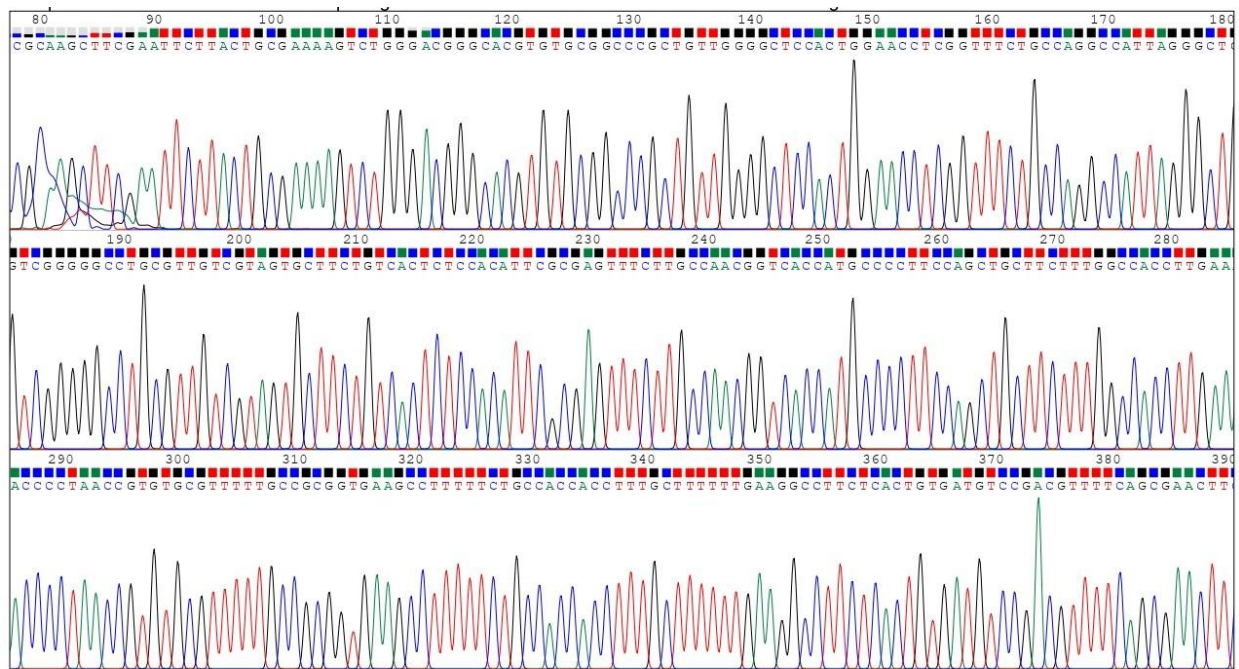 80 90 100 110 120 130 140 150 160 170 180
CGCAAGCTTCGAATTCTTACTGCGAAAAGTCTGGGACGGGCACGTGTGCGGCCCGCTGTTGGGGCTCCACTGGAACCTCGGTTTCTGCCAGGCCATTAGGGCTC
190 200 210 220 230 240 250 260 270 280
GTCGGGGGCCTGCGTTGTCGTAGTGCTTCTGTCACTCTCCACATTCGCGAGTTTCTTGCCAACGGTCACCATGCCCCTTCCAGCTGCTTCTTTGGCCACCTTGAA
290 300 310 320 330 340 350 360 370 380 390
ACCCCTAACCGTGTGCGTTTTTGCCGCGGTGAAGCCTTTTTCTGCCACCACCTTTGCTTTTTTGAAGGCCTTCTCACTGTGATGTCCGACGTTTTCAGCGAACTTC